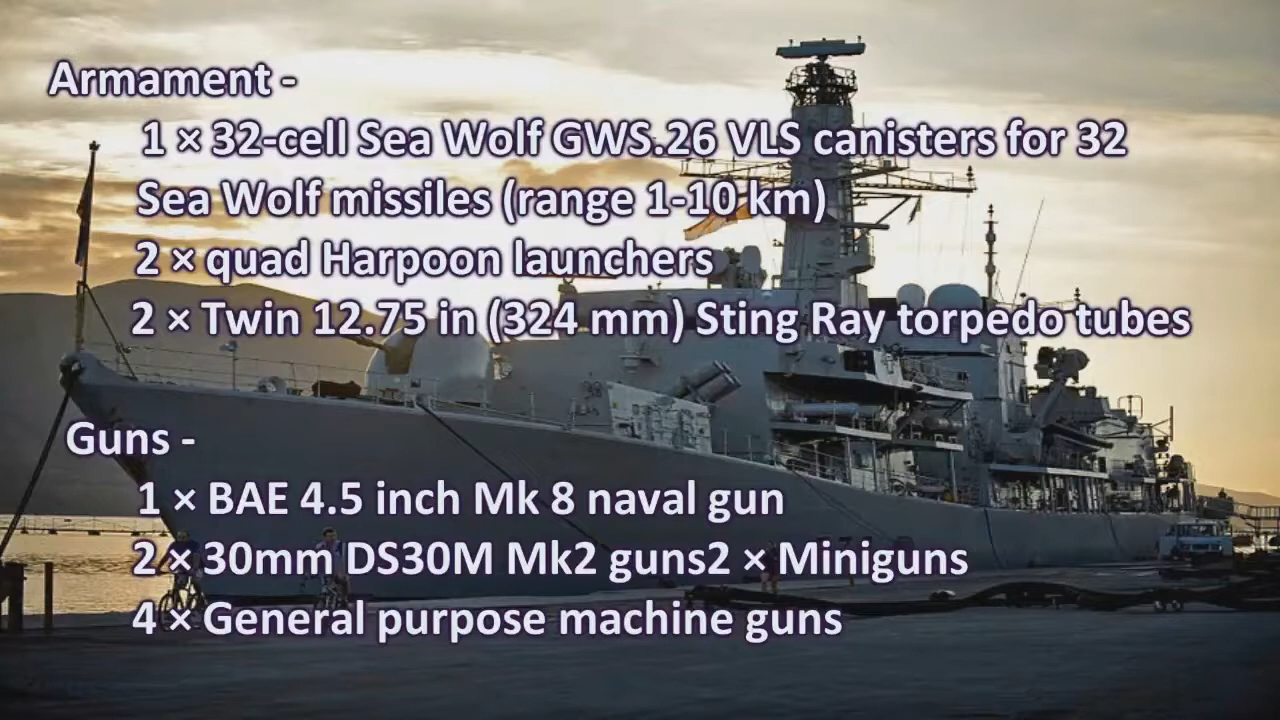 Armament -
1 × 32-cell Sea Wolf GWS.26 VLS canisters for 32
Sea Wolf missiles (range 1-10 km)
2 × quad Harpoon launchers
2 × Twin 12.75 in (324 mm) Sting Ray torpedo tubes
Guns -
1 × BAE 4.5 inch Mk 8 naval gun
2 × 30mm DS30M Mk2 guns2 × Miniguns
4 × General purpose machine guns